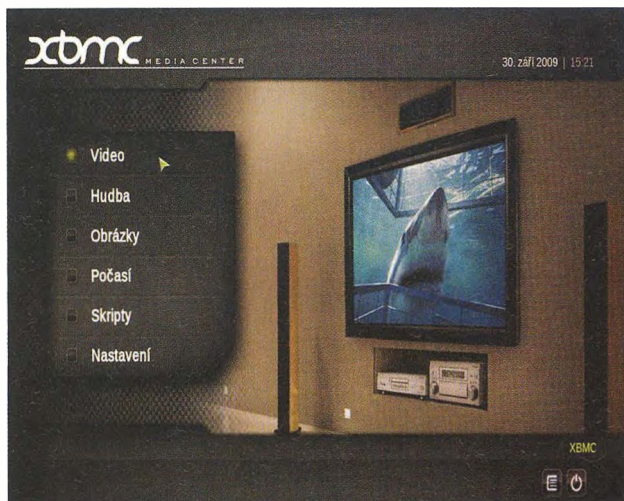 xbmc MEDIA CENTER
30. září 2009 | 15:21
Video
Hudba
Obrázky
Počasí
Skripty
Nastavení
XBMC